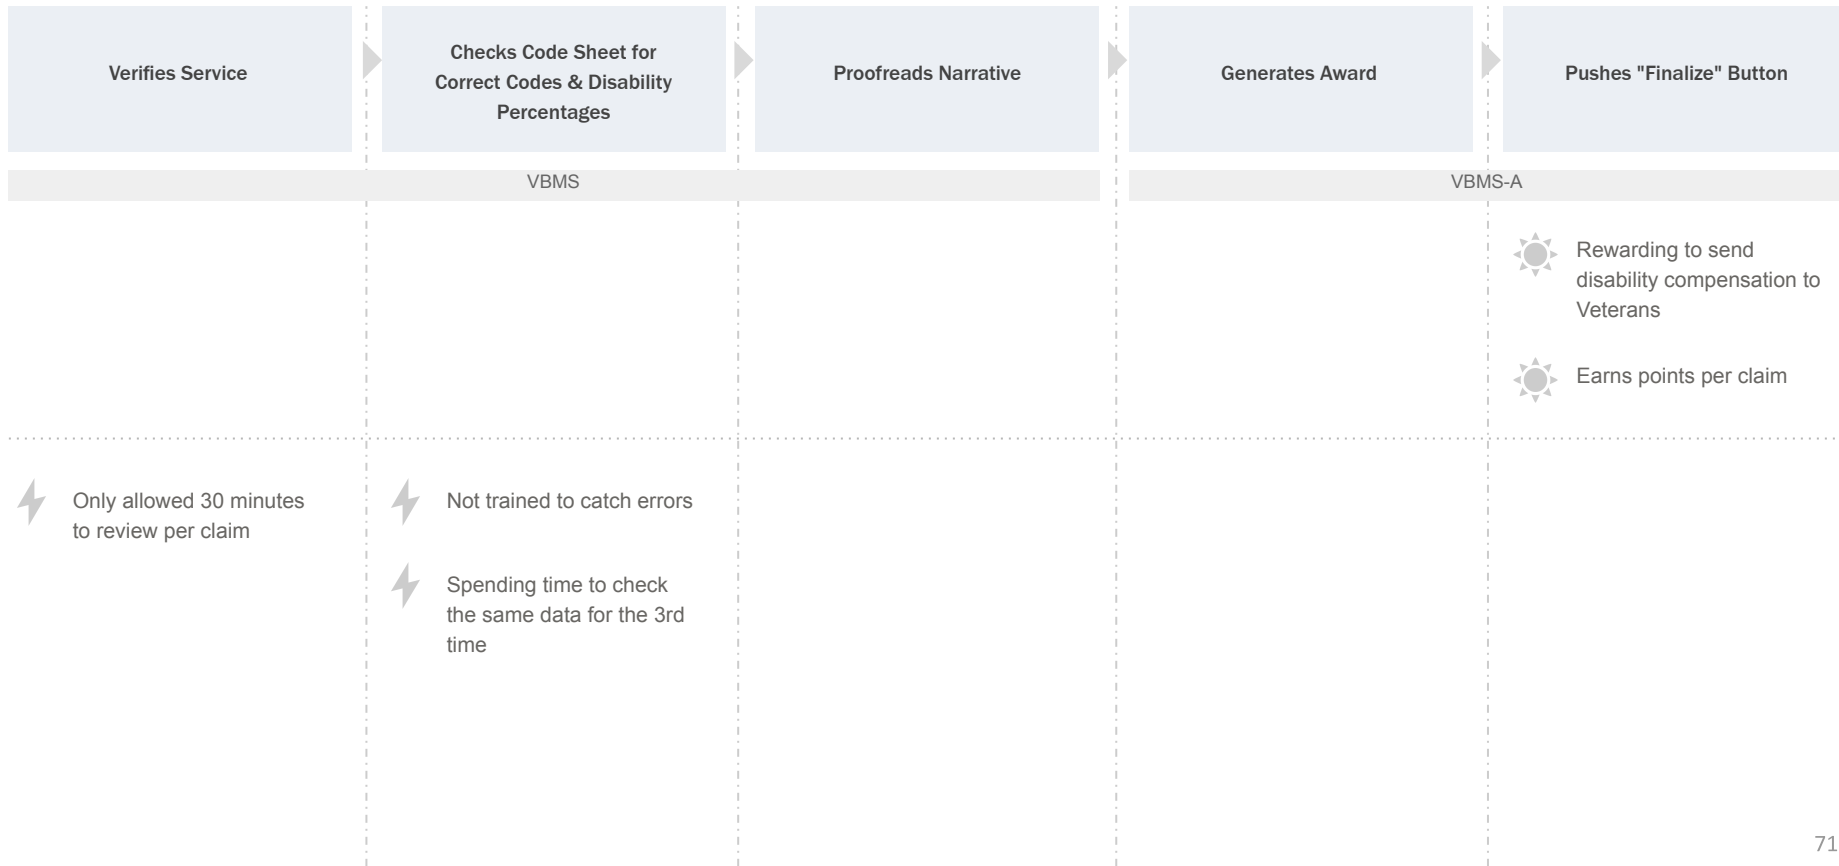 Verifies Service
Checks Code Sheet for
Correct Codes & Disability
Percentages
Proofreads Narrative
Generates Award
Pushes "Finalize" Button
VBMS
VBMS-A
Rewarding to send
disability compensation to
Veterans
Earns points per claim
Only allowed 30 minutes
to review per claim
Not trained to catch errors
Spending time to check
the same data for the 3rd
time
71